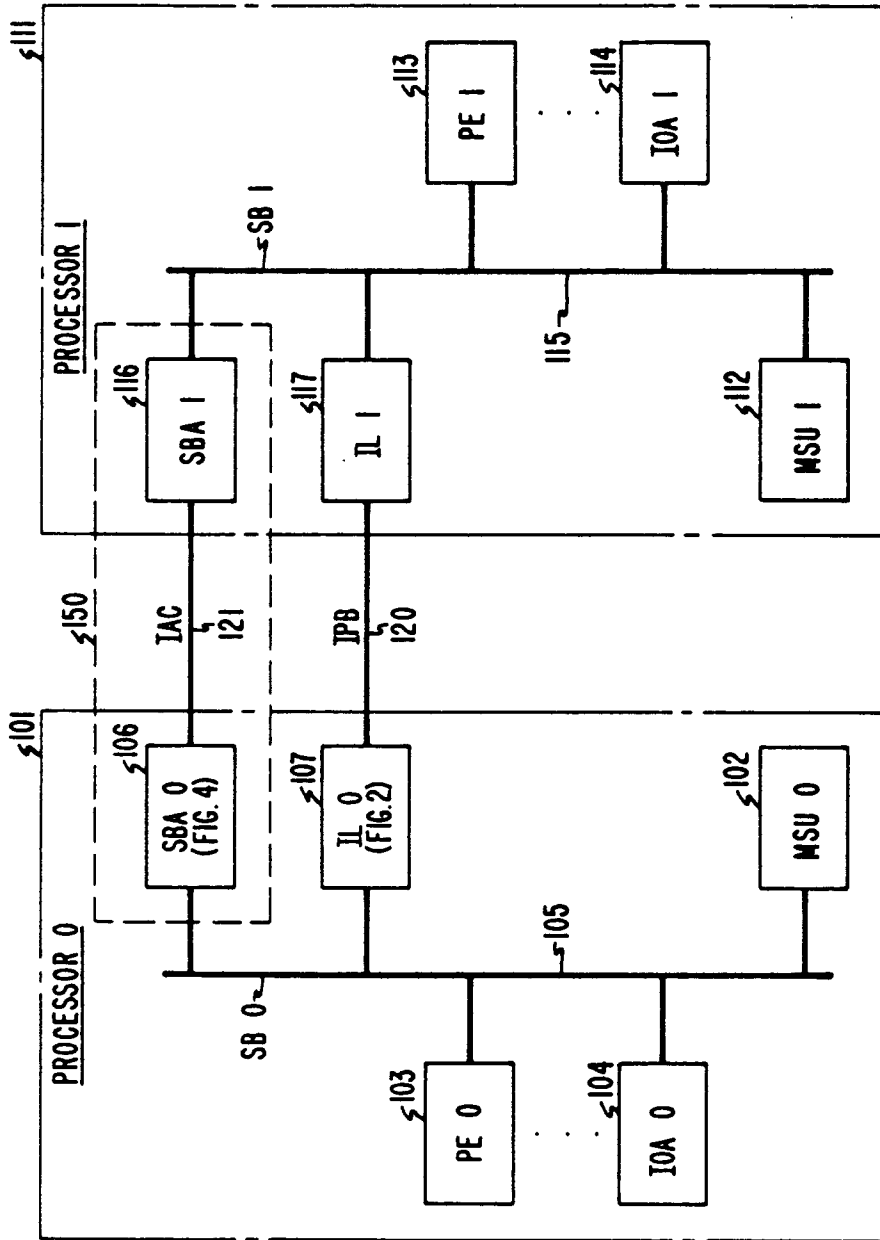 101
PROCESSOR 0
106
SBA 0
(FIG. 4)
107
IL 0
(FIG. 2)
SB 0
105
103
PE 0
104
IOA 0
102
MSU 0
150
IAC
121
IPB
120
111
PROCESSOR 1
116
SBA 1
117
IL 1
SB 1
115
113
PE 1
114
IOA 1
112
MSU 1